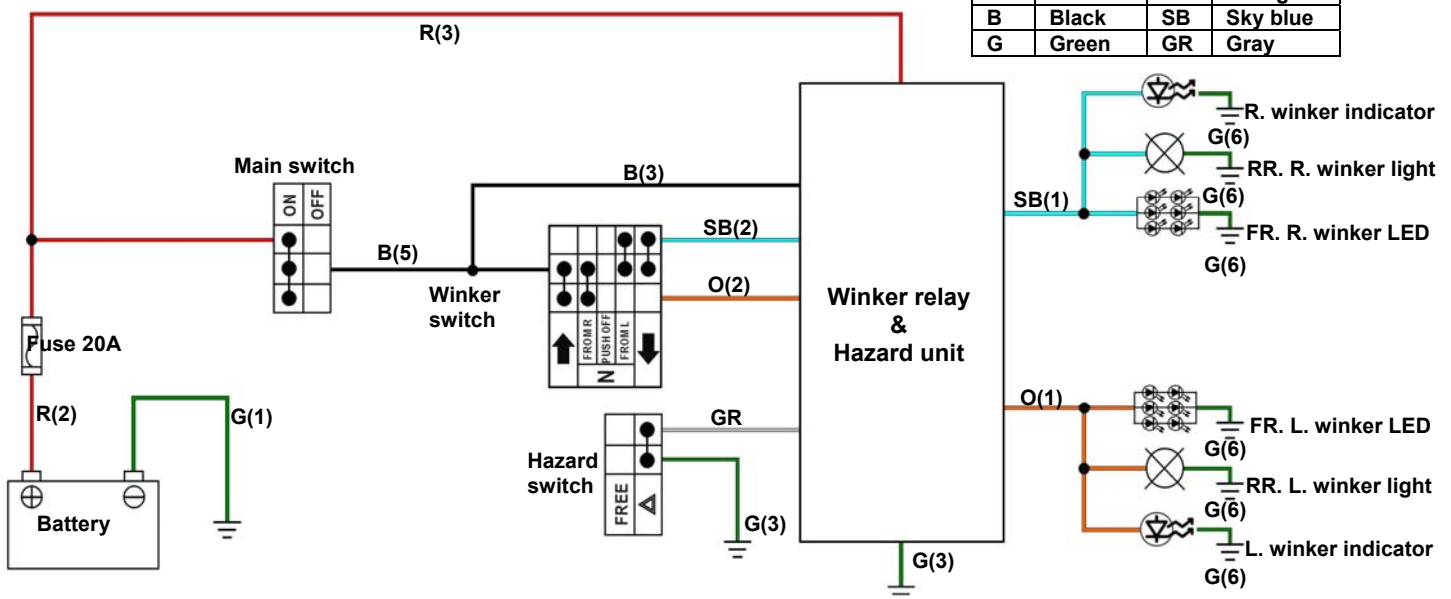 R(3)
B Black SB Sky blue
G Green GR Gray
R. winker indicator
G(6)
RR. R. winker light
G(6)
FR. R. winker LED
G(6)
Main switch
ON
OFF
B(3)
SB(1)
SB(2)
B(5)
O(2)
Winker
switch
FROM R
PUSH OFF
FROM L
N
Winker relay
&
Hazard unit
Fuse 20A
R(2)
G(1)
GR
O(1)
Hazard
switch
FREE
G(3)
Battery
FR. L. winker LED
G(6)
RR. L. winker light
G(6)
L. winker indicator
G(6)
G(3)